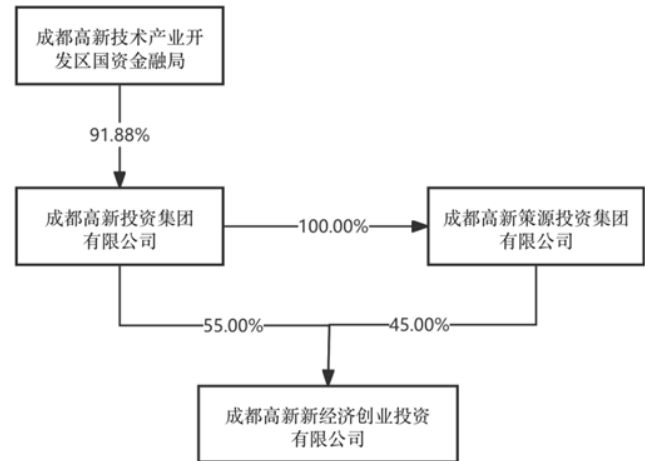 成都高新技术产业开
发区国资金融局
91.88%
成都高新投资集团
有限公司
100.00%
成都高新策源投资集团
有限公司
55.00%
45.00%
成都高新新经济创业投资
有限公司